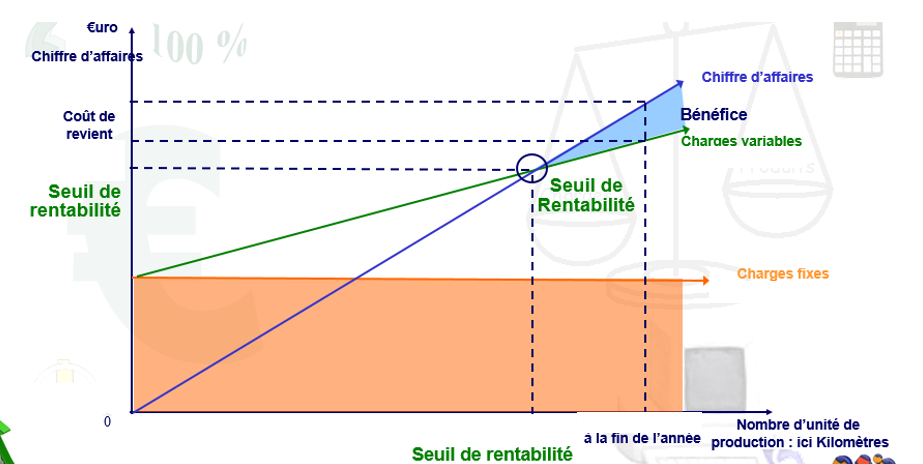 €uro
100 %
Chiffre d’affaires
Chiffre d’affaires
Coût de
revient
Bénéfice
Charges variables
Produits
Seuil de
rentabilité
Seuil de
Rentabilité
Charges fixes
0
à la fin de l’année
Nombre d’unité de
production : ici Kilomètres
Seuil de rentabilité